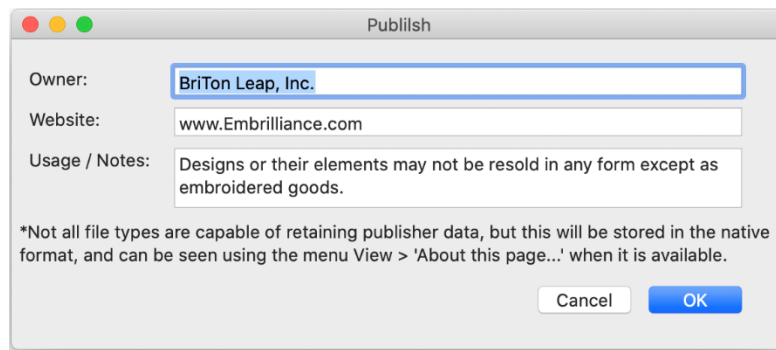 Publilsh
Owner:
BriTon Leap, Inc.
Website:
www.Embrilliance.com
Usage / Notes:
Designs or their elements may not be resold in any form except as
embroidered goods.
*Not all file types are capable of retaining publisher data, but this will be stored in the native
format, and can be seen using the menu View > 'About this page...' when it is available.
Cancel
OK